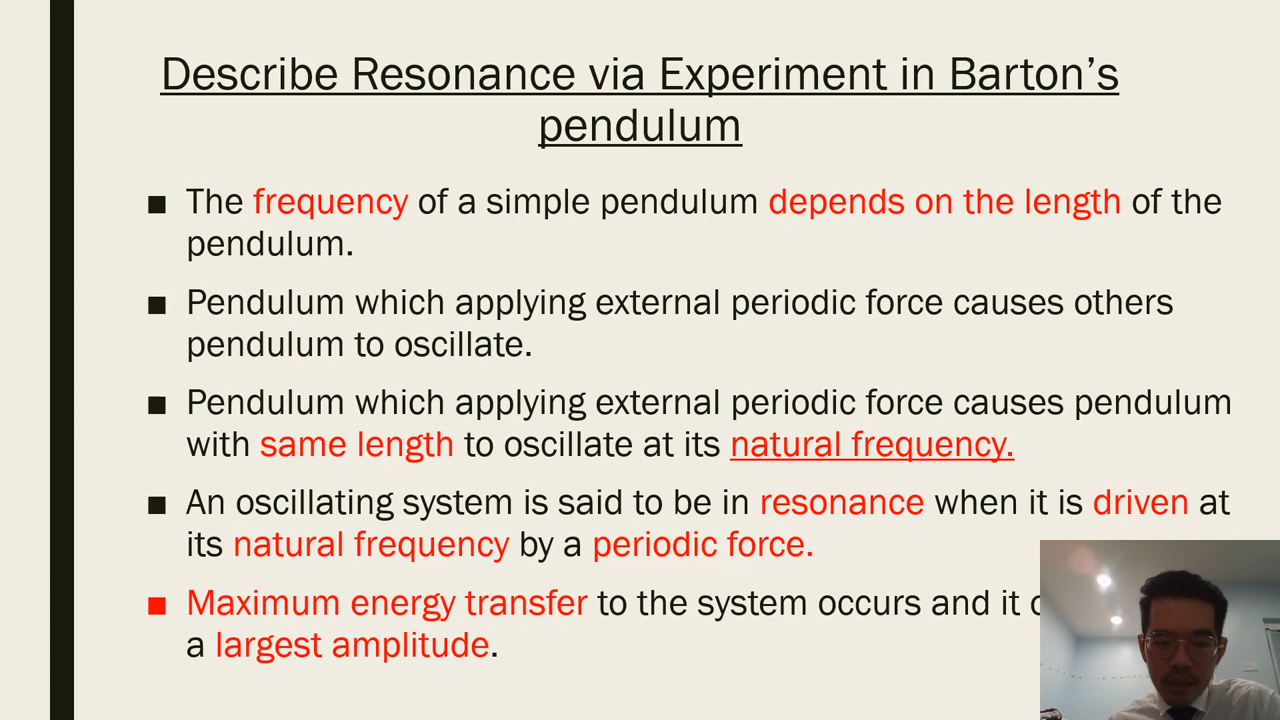 Describe Resonance via Experiment in Barton's
pendulum
■ The frequency of a simple pendulum depends on the length of the
pendulum.
■ Pendulum which applying external periodic force causes others
pendulum to oscillate.
■ Pendulum which applying external periodic force causes pendulum
with same length to oscillate at its natural frequency.
■ An oscillating system is said to be in resonance when it is driven at
its natural frequency by a periodic force.
■ Maximum energy transfer to the system occurs and it
a largest amplitude.